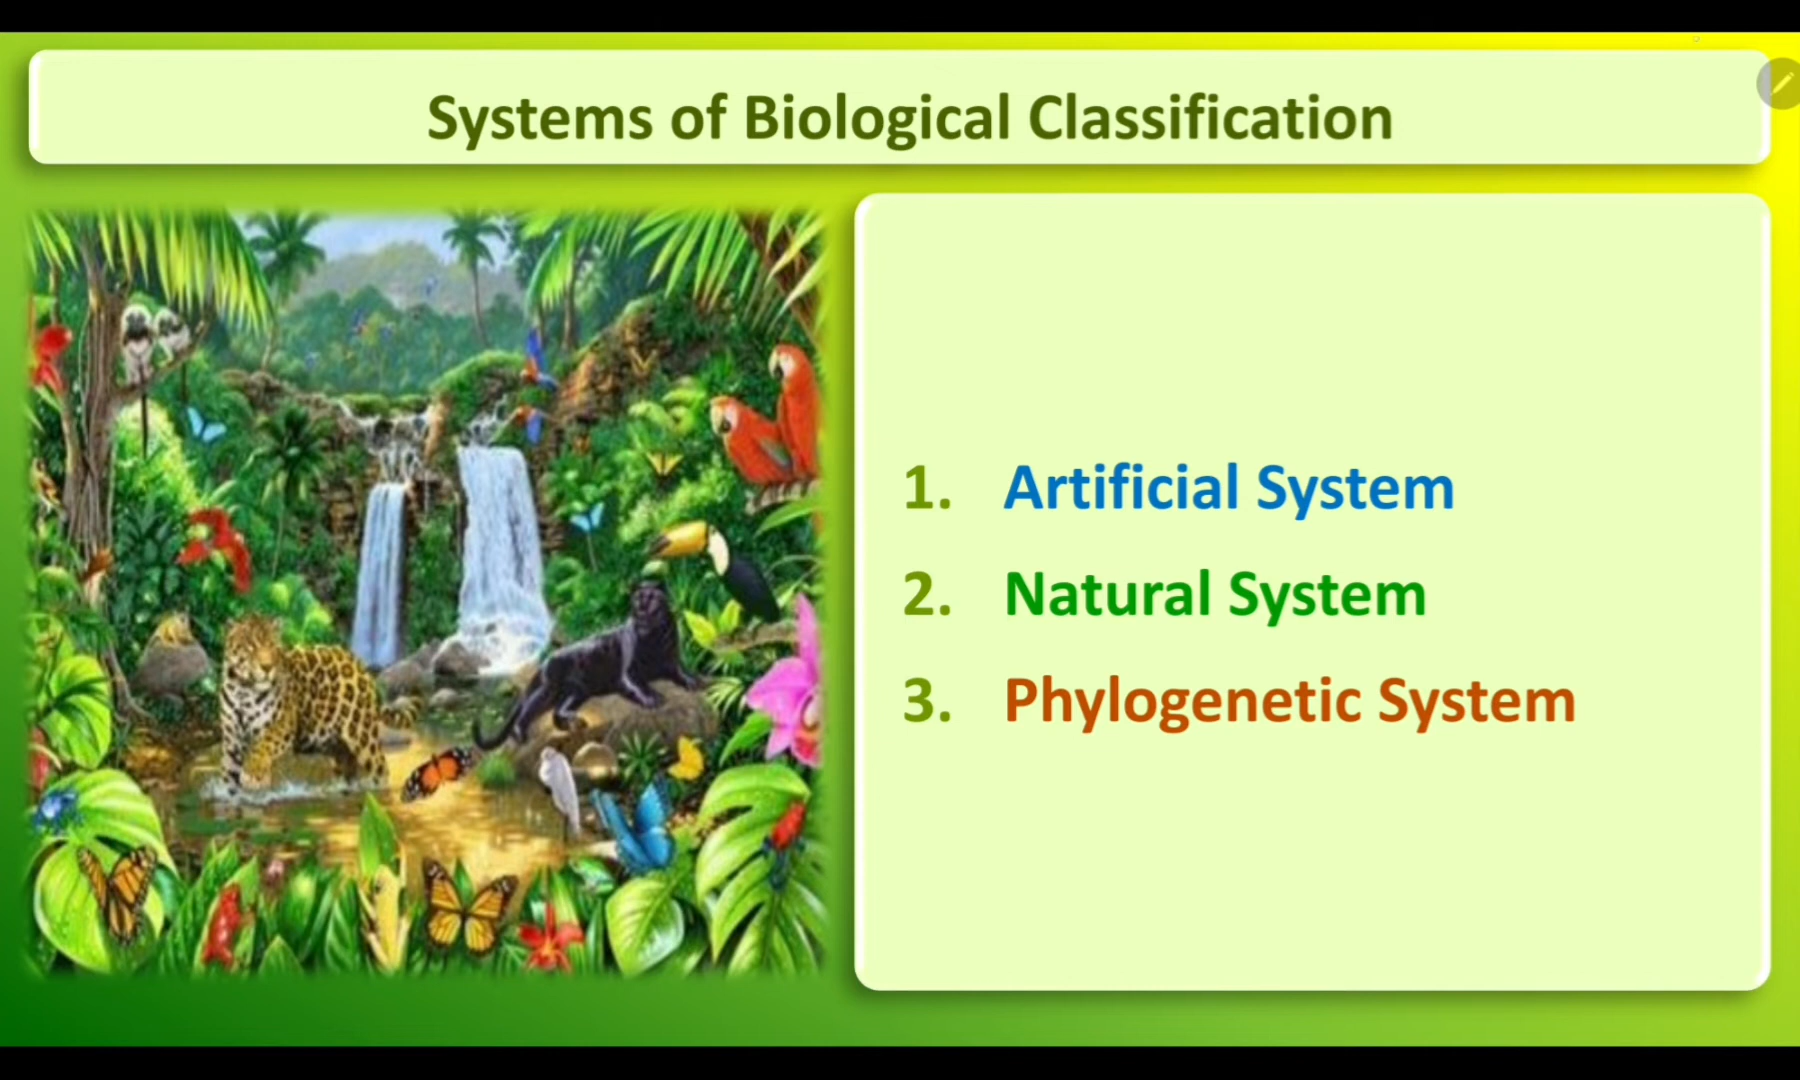 Systems of Biological Classification
1. Artificial System
2. Natural System
3. Phylogenetic System